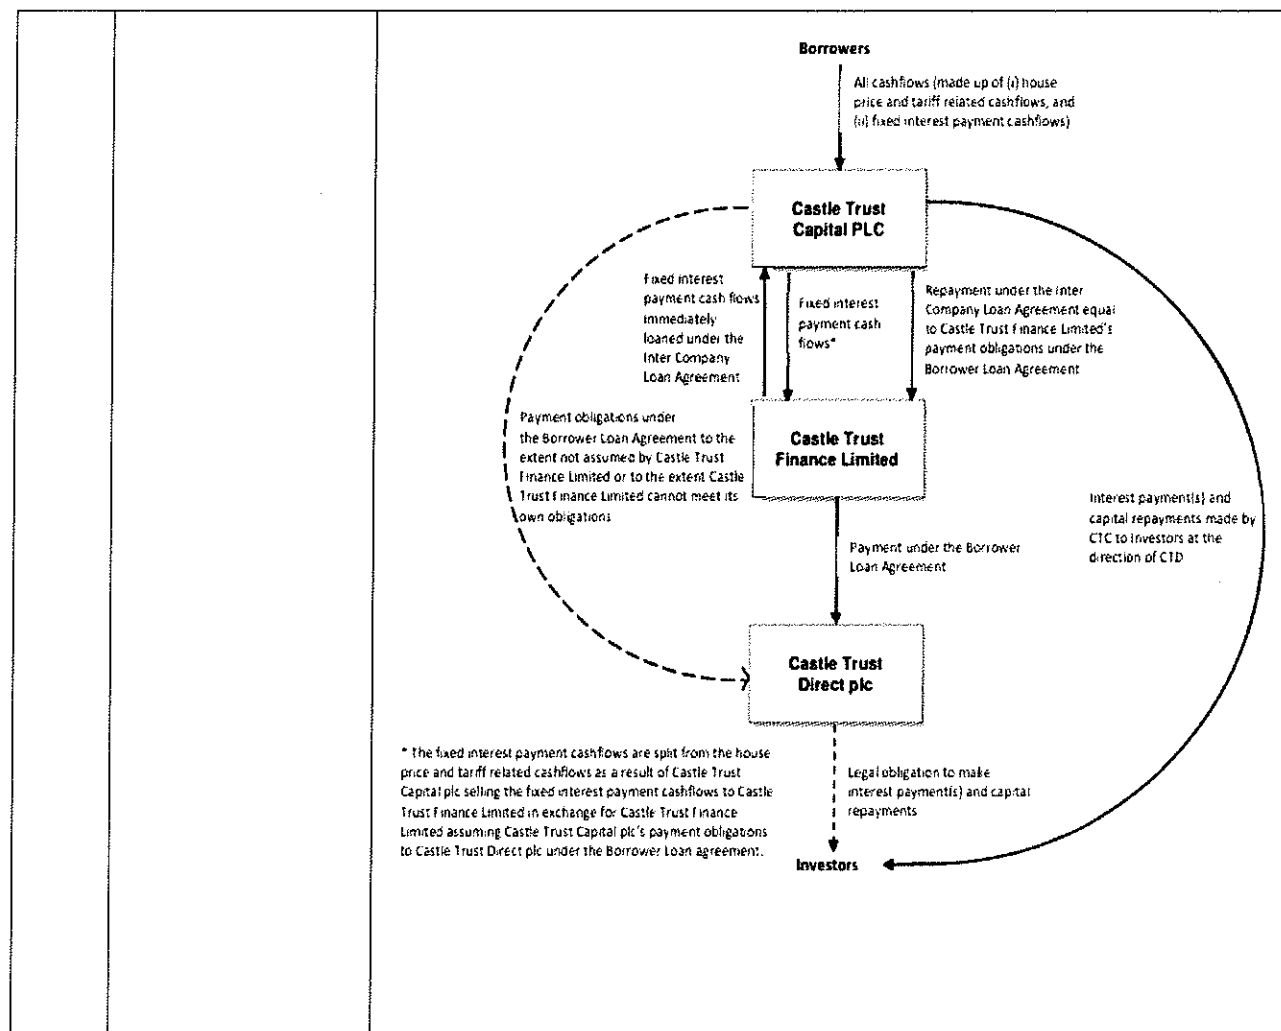 Borrowers
All cashflows (made up of (i) house
price and tariff related cashflows, and
(ii) fixed interest payment cashflows)
Castle Trust
Capital PLC
Fixed interest
payment cash flows
immediately
loaned under the
Inter Company
Loan Agreement
Fixed interest
payment cash
flows*
Repayment under the Inter
Company Loan Agreement equal
to Castle Trust Finance Limited's
payment obligations under the
Borrower Loan Agreement
Payment obligations under
the Borrower Loan Agreement to the
extent not assumed by Castle Trust
Finance Limited or to the extent Castle
Trust Finance Limited cannot meet its
own obligations
Castle Trust
Finance Limited
Interest payment(s) and
capital repayments made by
CTC to investors at the
direction of CTD
Payment under the Borrower
Loan Agreement
Castle Trust
Direct plc
* The fixed interest payment cashflows are split from the house
price and tariff related cashflows as a result of Castle Trust
Capital plc selling the fixed interest payment cashflows to Castle
Trust Finance Limited in exchange for Castle Trust Finance
Limited assuming Castle Trust Capital plc's payment obligations
to Castle Trust Direct plc under the Borrower Loan agreement.
Legal obligation to make
interest payment(s) and capital
repayments
Investors